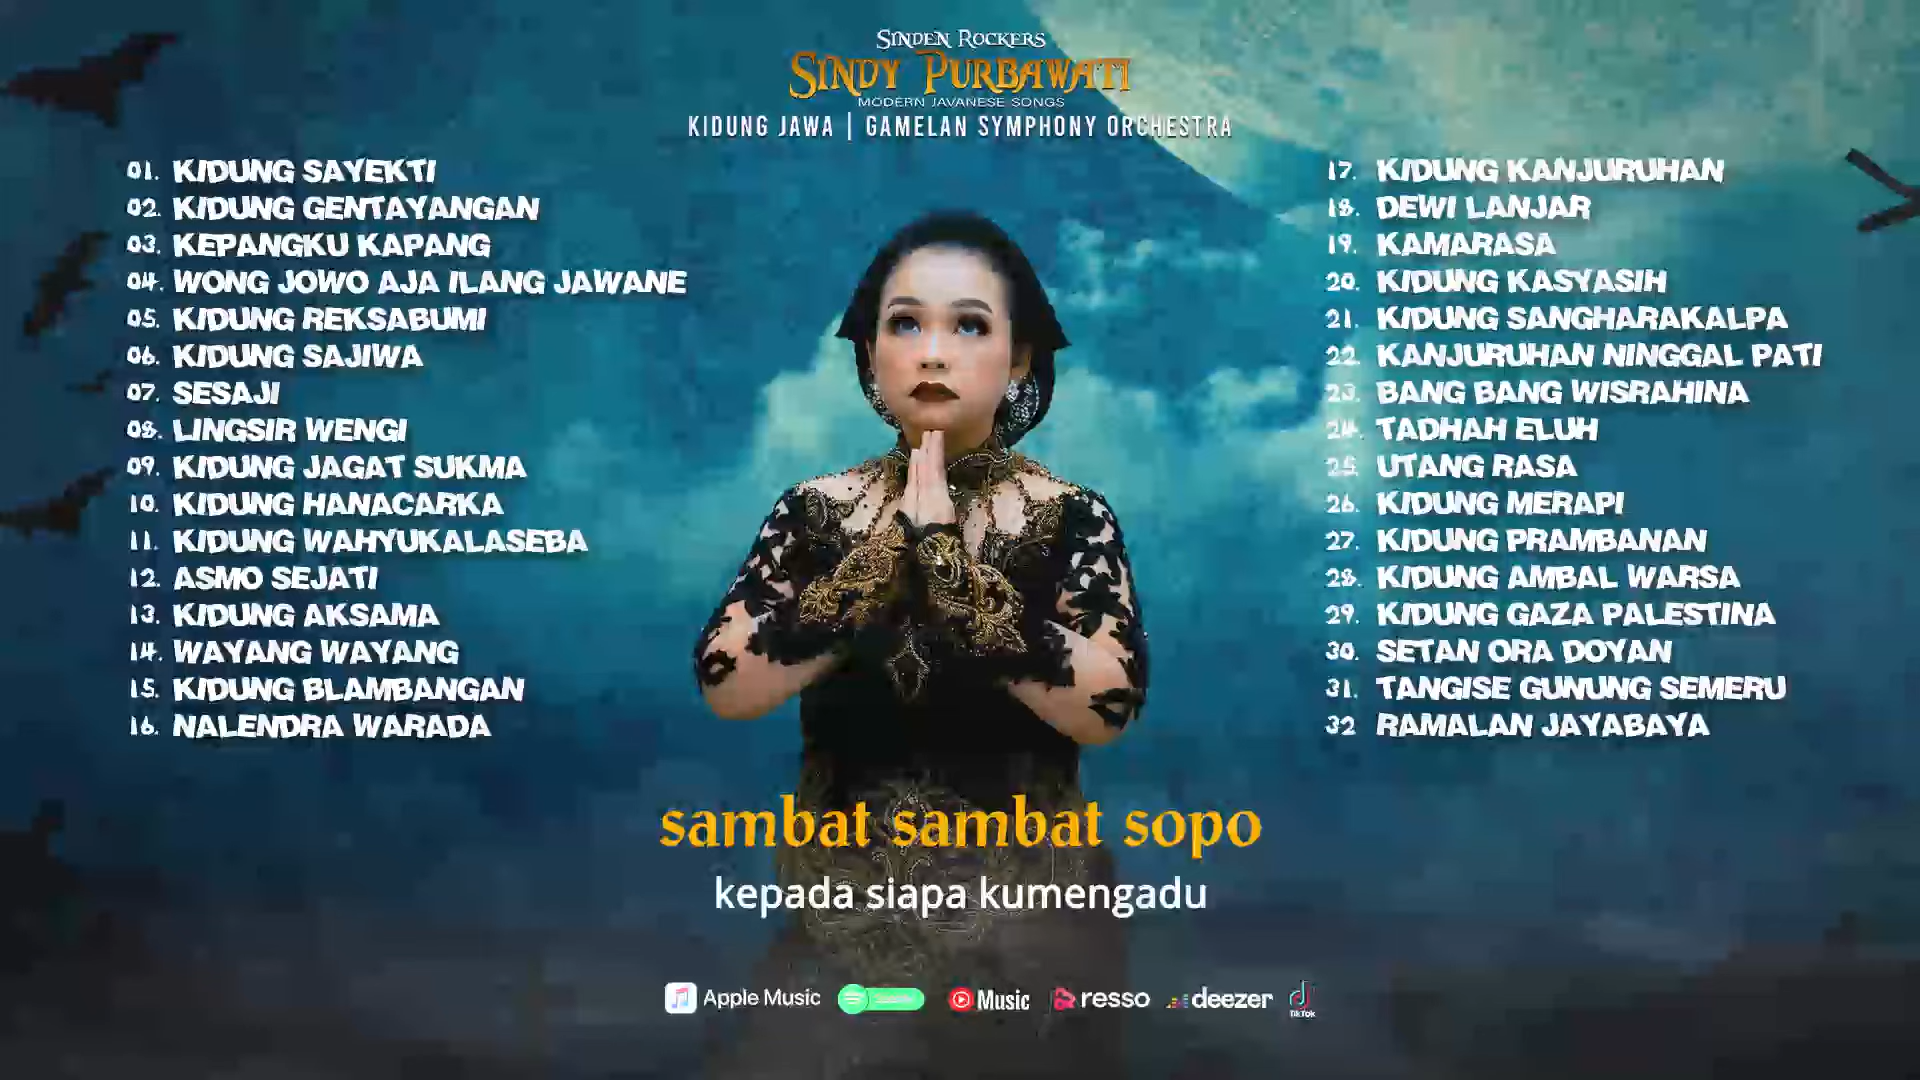 SINDEN ROCKERS
SINDY PURBAWATI
MODERN JAVANESE SONGS
KIDUNG JAWA | GAMELAN SYMPHONY ORCHESTRA
01. KIDUNG SAYEKTI
02. KIDUNG GENTAYANGAN
03. KEPANGKU KAPANG
04. WONG JOWO AJA ILANG JAWANE
05. KIDUNG REKSABUMI
06. KIDUNG SAJIWA
07. SESAJI
08. LINGSIR WENGI
09. KIDUNG JAGAT SUKMA
10. KIDUNG HANACARKA
11. KIDUNG WAHYUKALASEBA
12. ASMO SEJATI
13. KIDUNG AKSAMA
14. WAYANG WAYANG
15. KIDUNG BLAMBANGAN
16. NALENDRA WARADA
17. KIDUNG KANJURUHAN
18. DEWI LANJAR
19. KAMARASA
20. KIDUNG KASYASIH
21. KIDUNG SANGHARAKALPA
22. KANJURUHAN NINGGAL PATI
23. BANG BANG WISRAHINA
24. TADHAH ELUH
25. UTANG RASA
26. KIDUNG MERAPI
27. KIDUNG PRAMBANAN
28. KIDUNG AMBAL WARSA
29. KIDUNG GAZA PALESTINA
30. SETAN ORA DOYAN
31. TANGISE GUNUNG SEMERU
32 RAMALAN JAYABAYA
sambat sambat sopo
kepada siapa kumengadu
Apple Music Music resso deezer TikTok